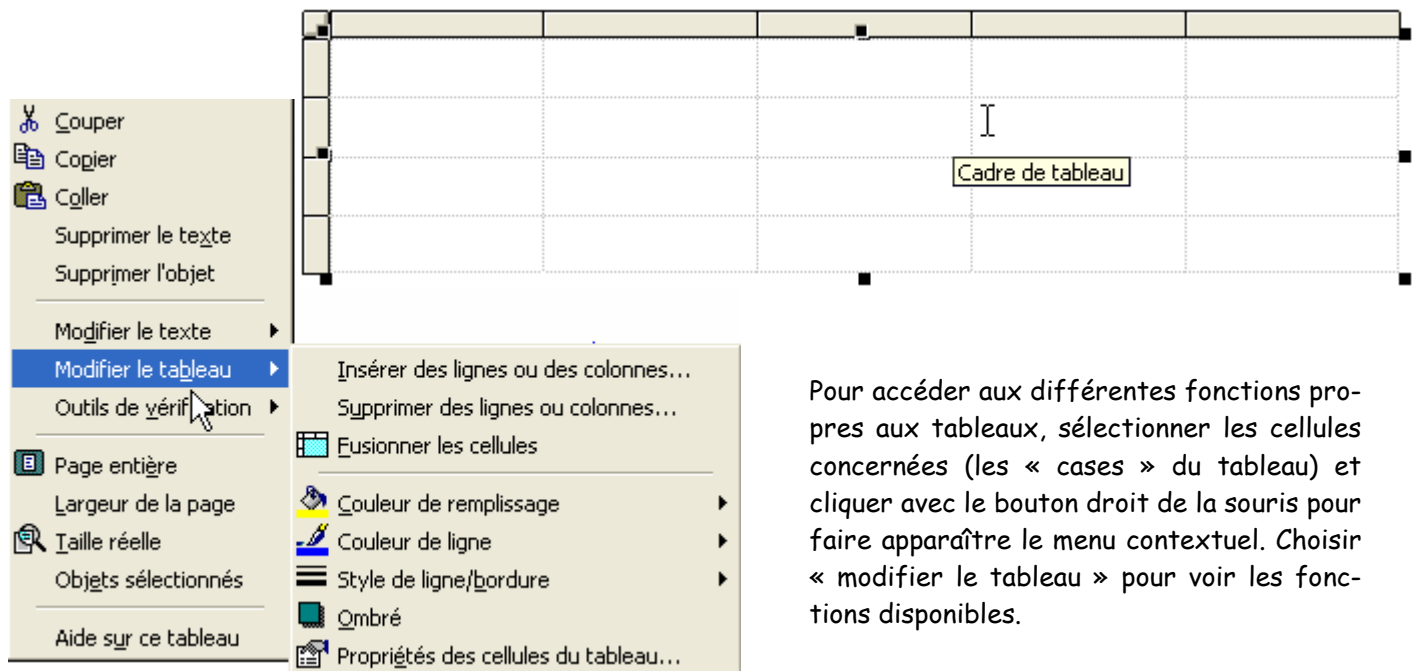 Cadre de tableau
Couper
Copier
Coller
Supprimer le texte
Supprimer l'objet
Modifier le texte
Modifier le tableau
Outils de vérification
Page entière
Largeur de la page
Taille réelle
Objets sélectionnés
Aide sur ce tableau
Insérer des lignes ou des colonnes...
Supprimer des lignes ou colonnes...
Fusionner les cellules
Couleur de remplissage
Couleur de ligne
Style de ligne/bordure
Ombré
Propriétés des cellules du tableau...
Pour accéder aux différentes fonctions pro-
pres aux tableaux, sélectionner les cellules
concernées (les « cases » du tableau) et
cliquer avec le bouton droit de la souris pour
faire apparaître le menu contextuel. Choisir
« modifier le tableau » pour voir les fonc-
tions disponibles.